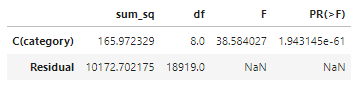 sum_sq df F PR(>F)
C(category) 165.972329 8.0 38.584027 1.943145e-61
Residual 10172.702175 18919.0 NaN NaN